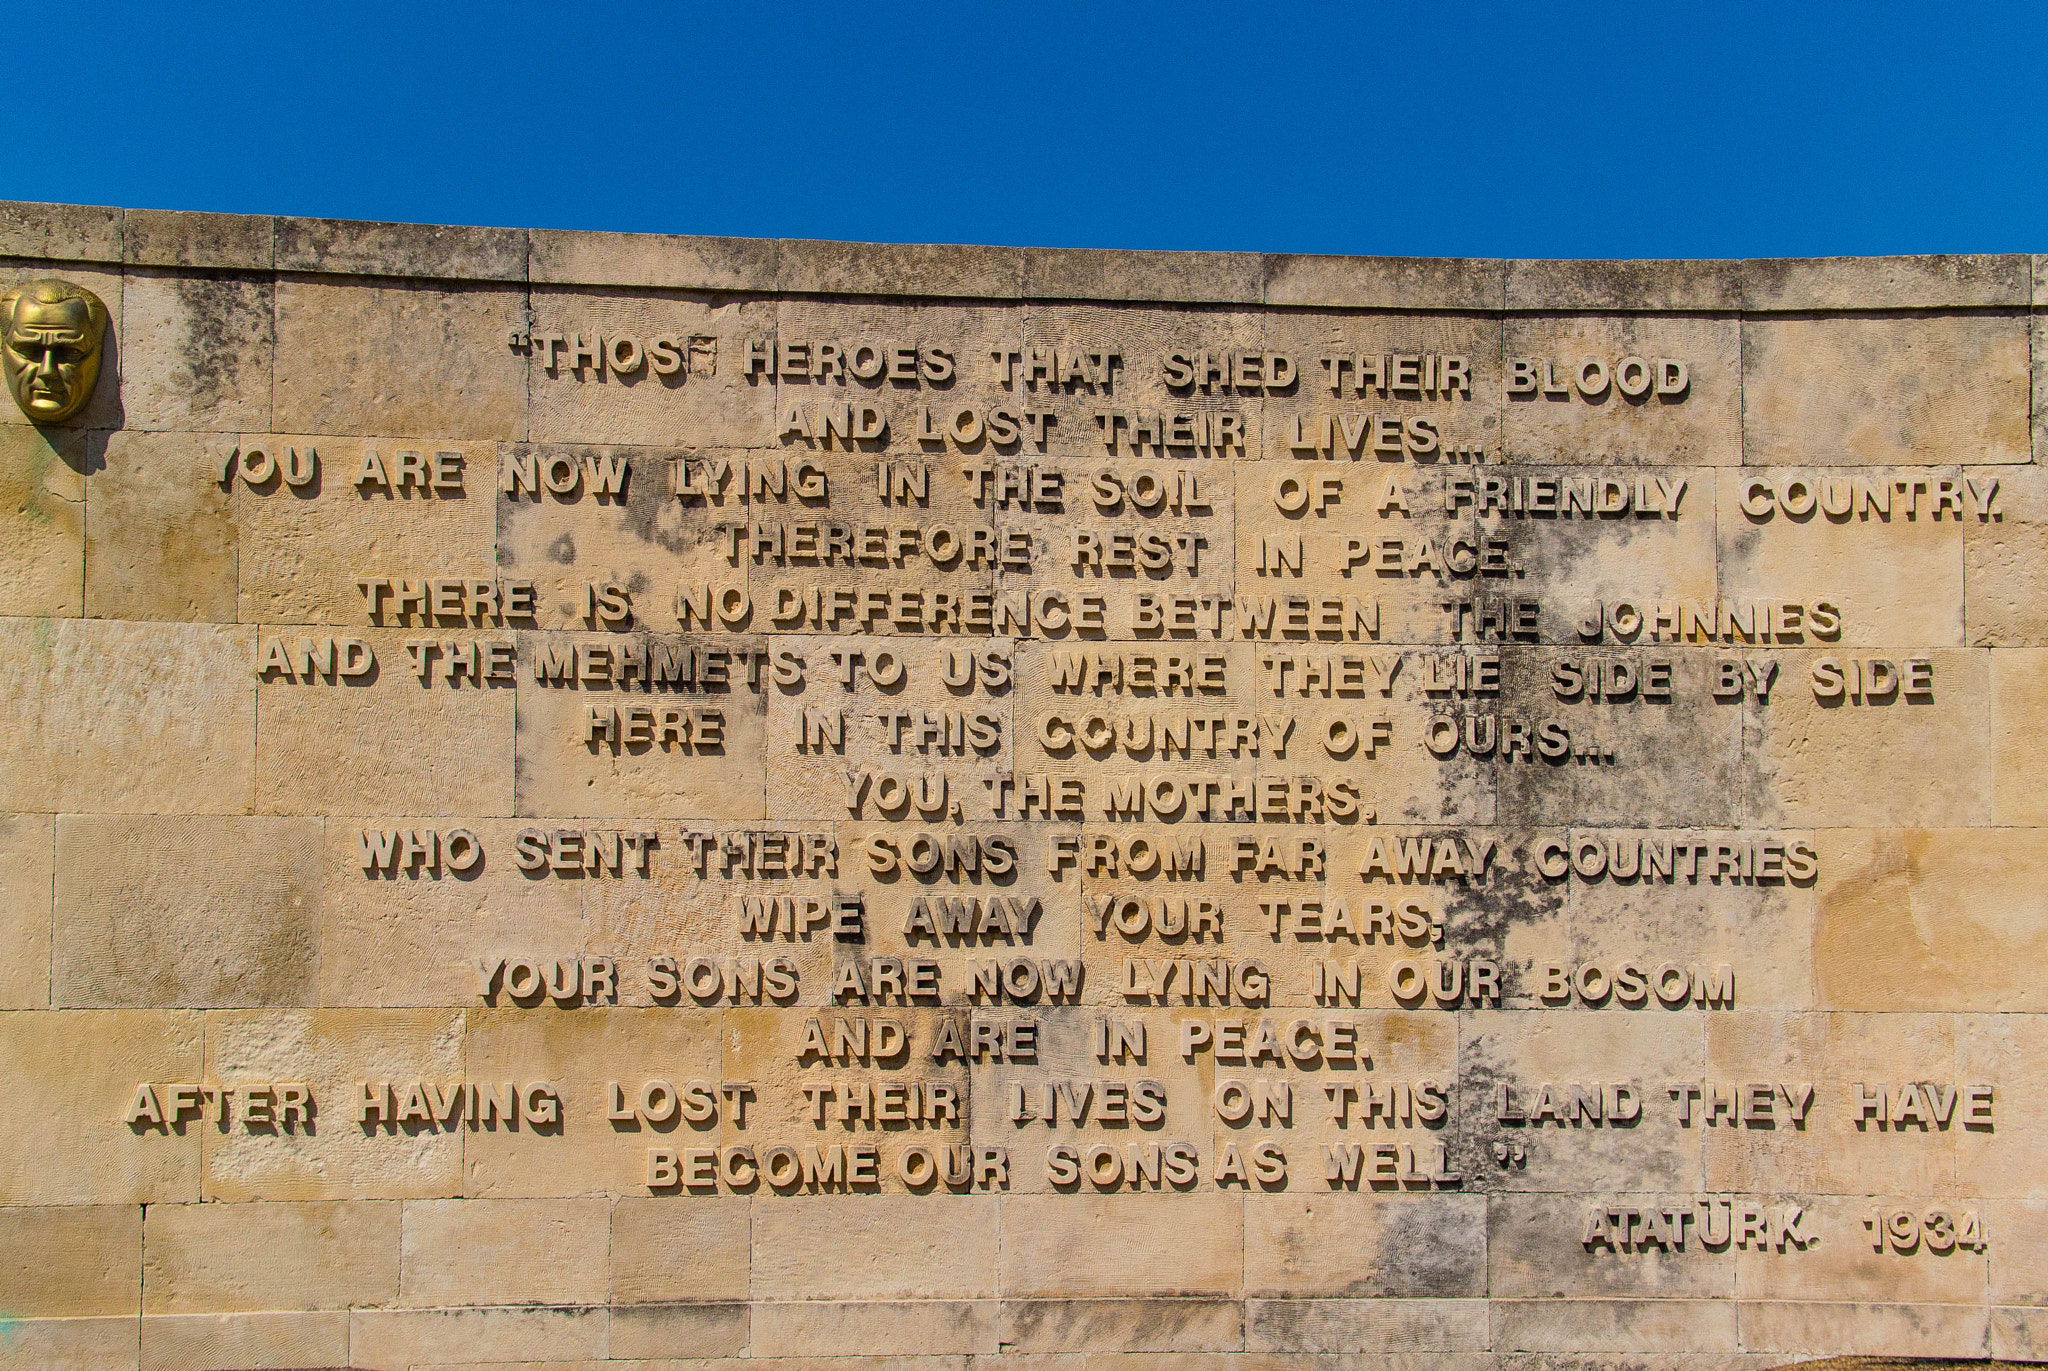 “THOSE HEROES THAT SHED THEIR BLOOD
AND LOST THEIR LIVES...
YOU ARE NOW LYING IN THE SOIL OF A FRIENDLY COUNTRY.
THEREFORE REST IN PEACE.
THERE IS NO DIFFERENCE BETWEEN THE JOHNNIES
AND THE MEHMETS TO US WHERE THEY LIE SIDE BY SIDE
HERE IN THIS COUNTRY OF OURS...
YOU, THE MOTHERS,
WHO SENT THEIR SONS FROM FAR AWAY COUNTRIES
WIPE AWAY YOUR TEARS;
YOUR SONS ARE NOW LYING IN OUR BOSOM
AND ARE IN PEACE.
AFTER HAVING LOST THEIR LIVES ON THIS LAND THEY HAVE
BECOME OUR SONS AS WELL”
ATATÜRK. 1934